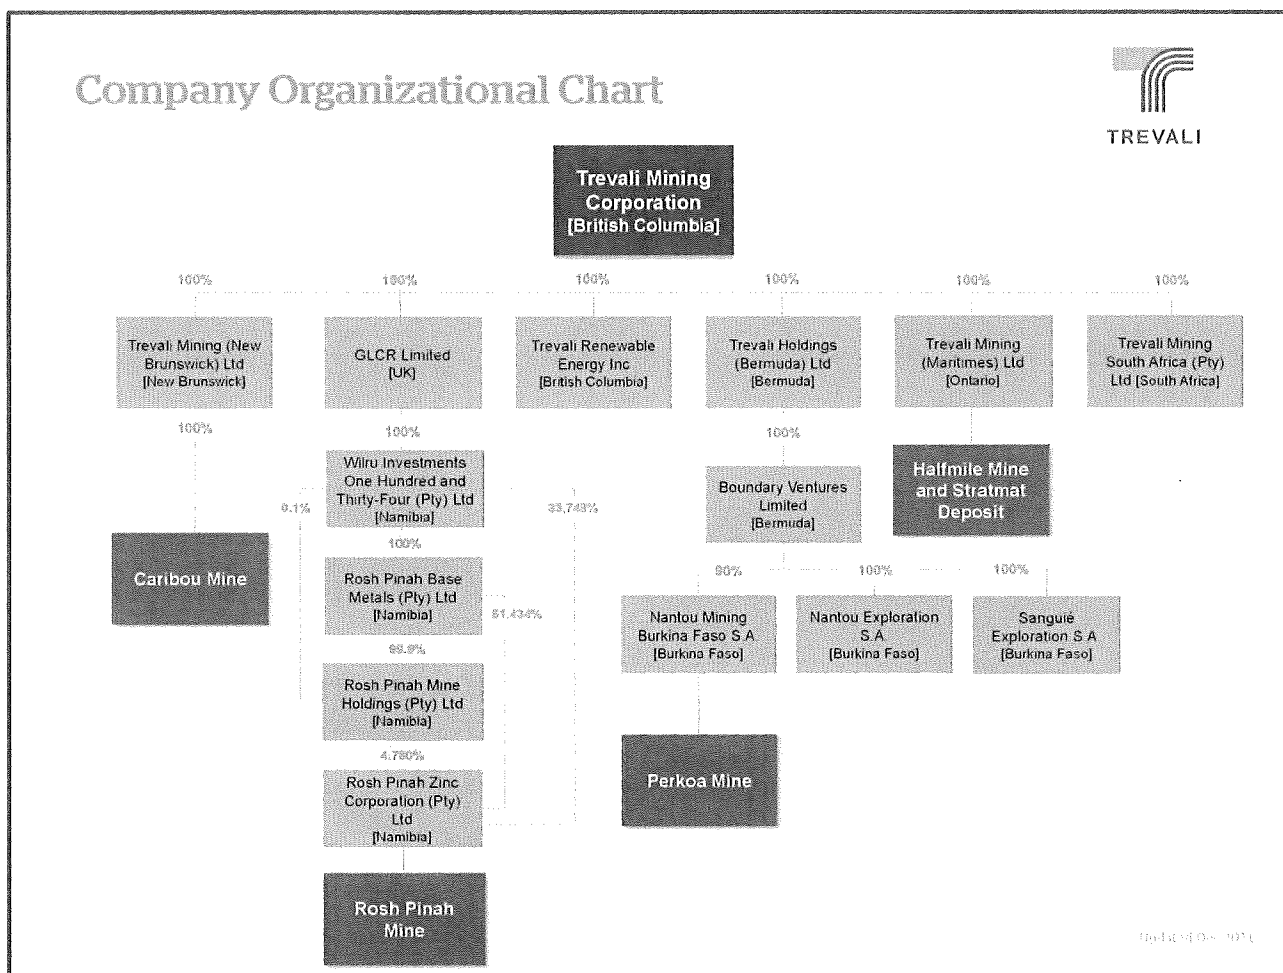 Company Organizational Chart
TREVALI
Trevali Mining
Corporation
[British Columbia]
100%
100%
100%
100%
100%
100%
Trevali Mining (New
Brunswick) Ltd
[New Brunswick]
GLCR Limited
[UK]
Trevali Renewable
Energy Inc
[British Columbia]
Trevali Holdings
(Bermuda) Ltd
[Bermuda]
Trevali Mining
(Maritimes) Ltd
[Ontario]
Trevali Mining
South Africa (Pty)
Ltd [South Africa]
100%
100%
100%
Wilru Investments
One Hundred and
Thirty-Four (Pty) Ltd
[Namibia]
Boundary Ventures
Limited
[Bermuda]
Halfmile Mine
and Stratmat
Deposit
0.1%
33.743%
Caribou Mine
100%
Rosh Pinah Base
Metals (Pty) Ltd
[Namibia]
51.434%
90%
100%
100%
Nantou Mining
Burkina Faso S.A
[Burkina Faso]
Nantou Exploration
S.A
[Burkina Faso]
Sanguié
Exploration S.A
[Burkina Faso]
99.9%
Rosh Pinah Mine
Holdings (Pty) Ltd
[Namibia]
4.780%
Rosh Pinah Zinc
Corporation (Pty)
Ltd
[Namibia]
Perkoa Mine
Rosh Pinah
Mine
Updated